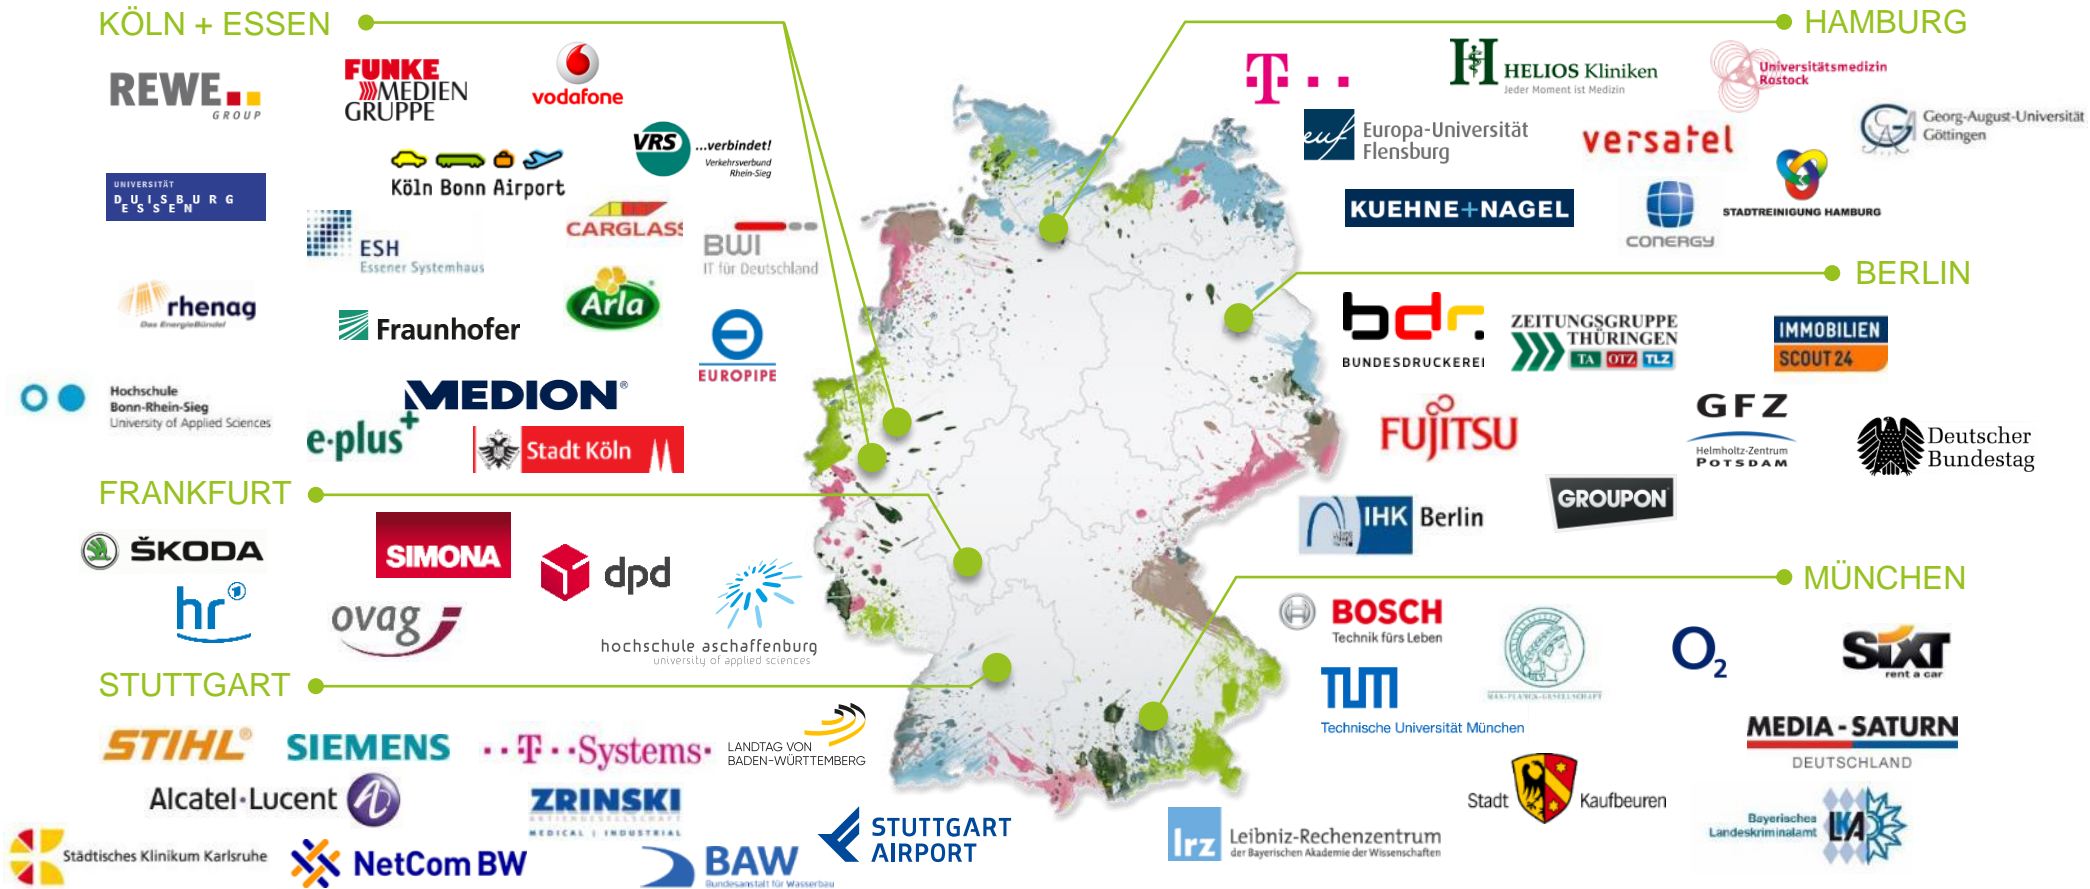 KÖLN + ESSEN
REWE
GROUP
FUNKE
MEDIEN
GRUPPE
vodafone
Köln Bonn Airport
VRS
...verbindet!
Verkehrsverbund
Rhein-Sieg
UNIVERSITÄT
DUISBURG
ESSEN
ESH
Essener Systemhaus
CARGLASS
BWI
IT für Deutschland
rhenag
Das EnergieBündel
Fraunhofer
Arla
EUROPIPE
Hochschule
Bonn-Rhein-Sieg
University of Applied Sciences
MEDION®
e·plus+
Stadt Köln
FRANKFURT
ŠKODA
SIMONA
dpd
hr
ovag
hochschule aschaffenburg
university of applied sciences
STUTTGART
STIHL®
SIEMENS
··T··Systems·
LANDTAG VON
BADEN-WÜRTTEMBERG
Alcatel·Lucent
ZRINSKI
AKTIENGESELLSCHAFT
MEDICAL | INDUSTRIAL
Städtisches Klinikum Karlsruhe
NetCom BW
BAW
Bundesanstalt für Wasserbau
STUTTGART
AIRPORT
HAMBURG
T··
HELIOS Kliniken
Jeder Moment ist Medizin
Universitätsmedizin
Rostock
euf
Europa-Universität
Flensburg
versatel
Georg-August-Universität
Göttingen
KUEHNE+NAGEL
CONERGY
STADTREINIGUNG HAMBURG
BERLIN
bdr.
BUNDESDRUCKEREI
ZEITUNGSGRUPPE
THÜRINGEN
TA OTZ TLZ
IMMOBILIEN
SCOUT 24
FUJITSU
GFZ
Helmholtz-Zentrum
POTSDAM
Deutscher
Bundestag
IHK Berlin
GROUPON
MÜNCHEN
BOSCH
Technik fürs Leben
MAX-PLANCK-GESELLSCHAFT
O2
SIXT
rent a car
TUM
Technische Universität München
MEDIA-SATURN
DEUTSCHLAND
Stadt Kaufbeuren
lrz
Leibniz-Rechenzentrum
der Bayerischen Akademie der Wissenschaften
Bayerisches
Landeskriminalamt
LKA